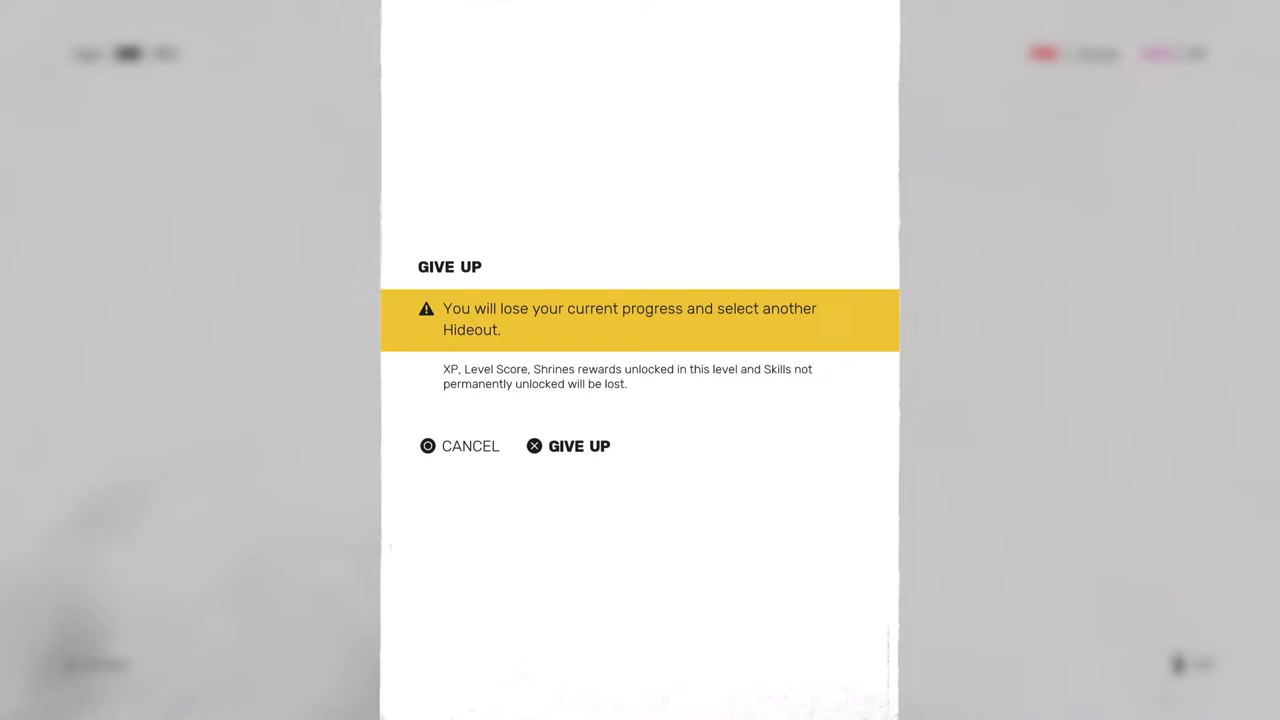 GIVE UP
You will lose your current progress and select another
Hideout.
XP, Level Score, Shrines rewards unlocked in this level and Skills not
permanently unlocked will be lost.
CANCEL GIVE UP